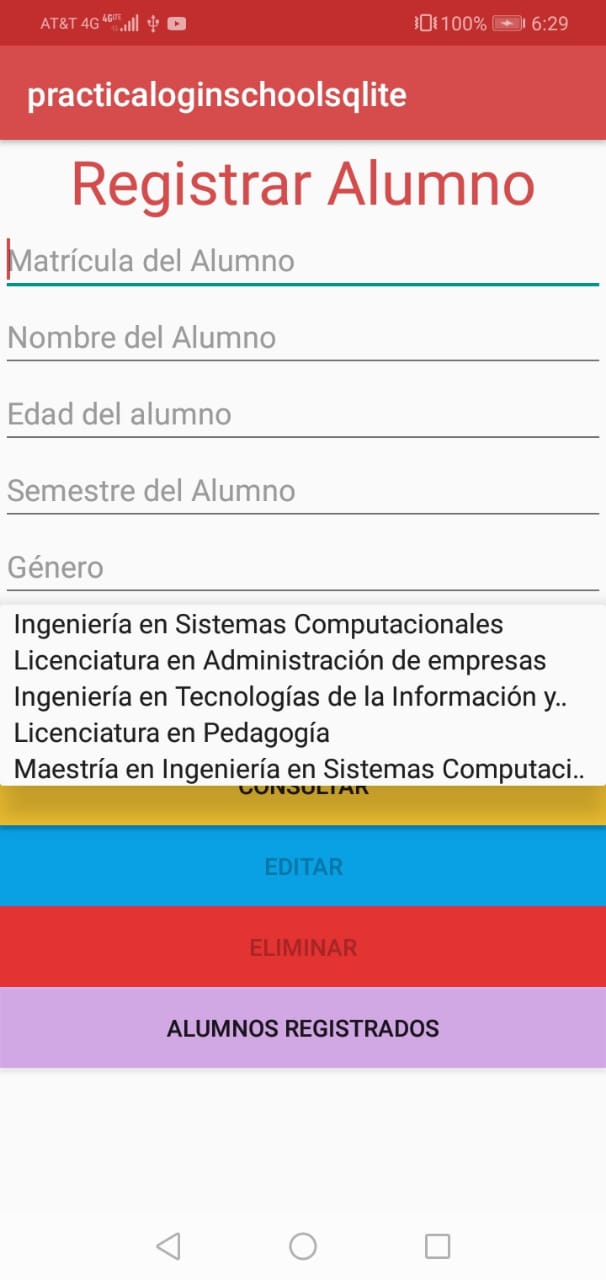 AT&T 4G 4G LTE 100% 6:29
practicaloginschoolsqlite
Registrar Alumno
Matrícula del Alumno
Nombre del Alumno
Edad del alumno
Semestre del Alumno
Género
Ingeniería en Sistemas Computacionales
Licenciatura en Administración de empresas
Ingeniería en Tecnologías de la Información y..
Licenciatura en Pedagogía
Maestría en Ingeniería en Sistemas Computaci..
CONSULTAR
EDITAR
ELIMINAR
ALUMNOS REGISTRADOS